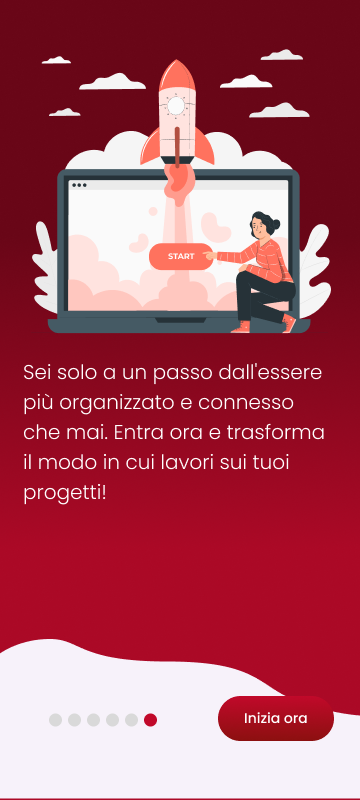 START
Sei solo a un passo dall'essere
più organizzato e connesso
che mai. Entra ora e trasforma
il modo in cui lavori sui tuoi
progetti!
Inizia ora